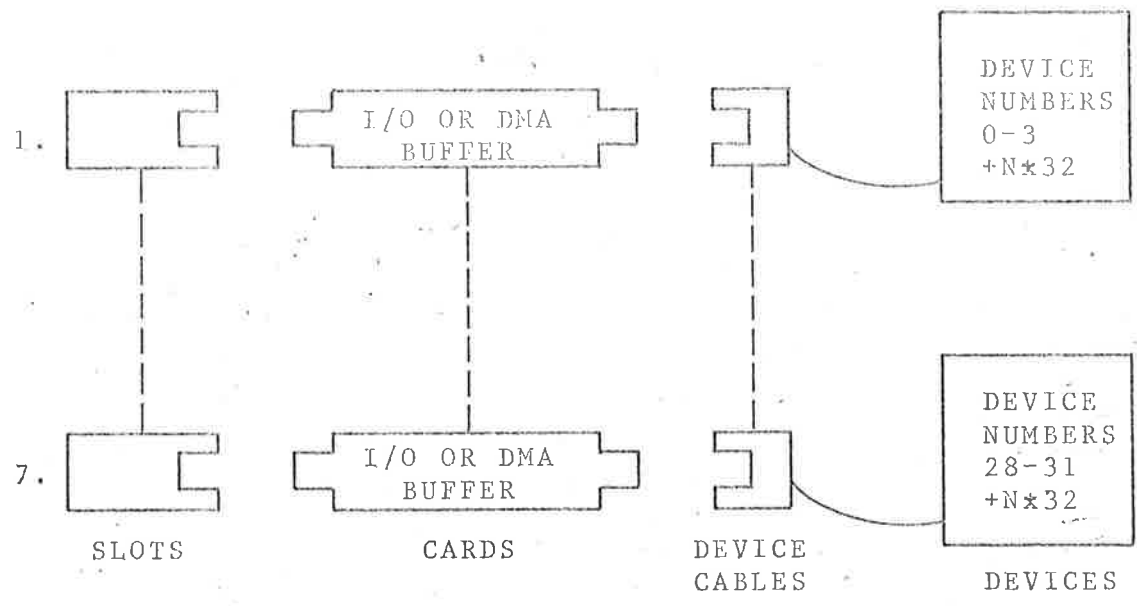 DEVICE
NUMBERS
0-3
+N*32
1.
I/O OR DMA
BUFFER
DEVICE
NUMBERS
28-31
+N*32
7.
I/O OR DMA
BUFFER
SLOTS
CARDS
DEVICE
CABLES
DEVICES